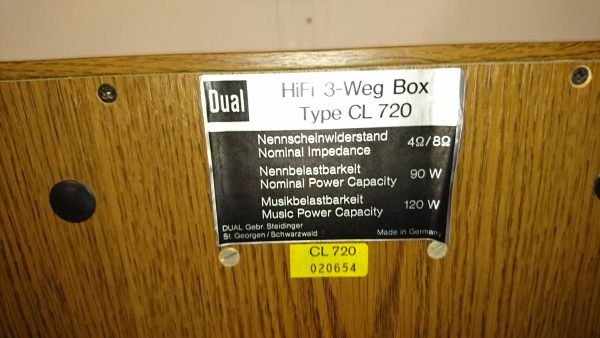 Dual
HiFi 3-Weg Box
Type CL 720
Nennscheinwiderstand
Nominal Impedance 4Ω/8Ω
Nennbelastbarkeit
Nominal Power Capacity 90 W
Musikbelastbarkeit
Music Power Capacity 120 W
DUAL Gebr. Steidinger
St. Georgen/Schwarzwald Made in Germany
CL 720
020654